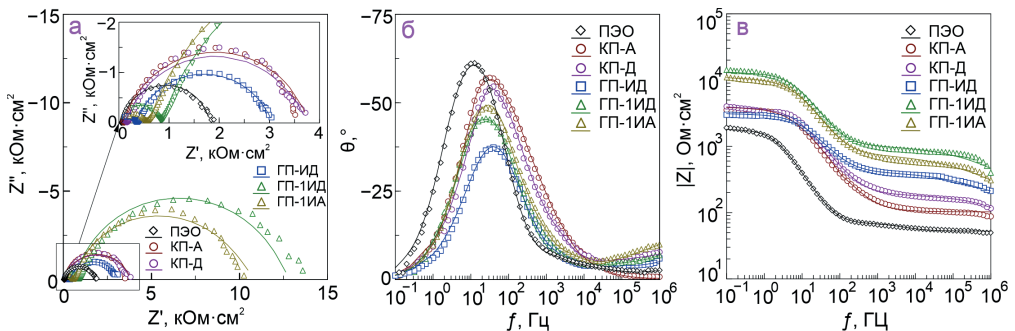 а
Z'', кОм·см²
−15
−12
−9
−6
−3
0
0
5
10
15
Z', кОм·см²
Z'', кОм·см²
−2
−1
0
0
1
2
3
4
Z', кОм·см²
ГП-ИД
ГП-1ИД
ГП-1ИА
ПЭО
КП-А
КП-Д
б
θ,°
−75
−50
−25
0
10⁻¹
10⁰
10¹
10²
10³
10⁴
10⁵
10⁶
f, Гц
ПЭО
КП-А
КП-Д
ГП-ИД
ГП-1ИД
ГП-1ИА
в
|Z|, Ом·см²
10⁵
10⁴
10³
10²
10¹
10⁻¹
10⁰
10¹
10²
10³
10⁴
10⁵
10⁶
f, ГЦ
ПЭО
КП-А
КП-Д
ГП-ИД
ГП-1ИД
ГП-1ИА